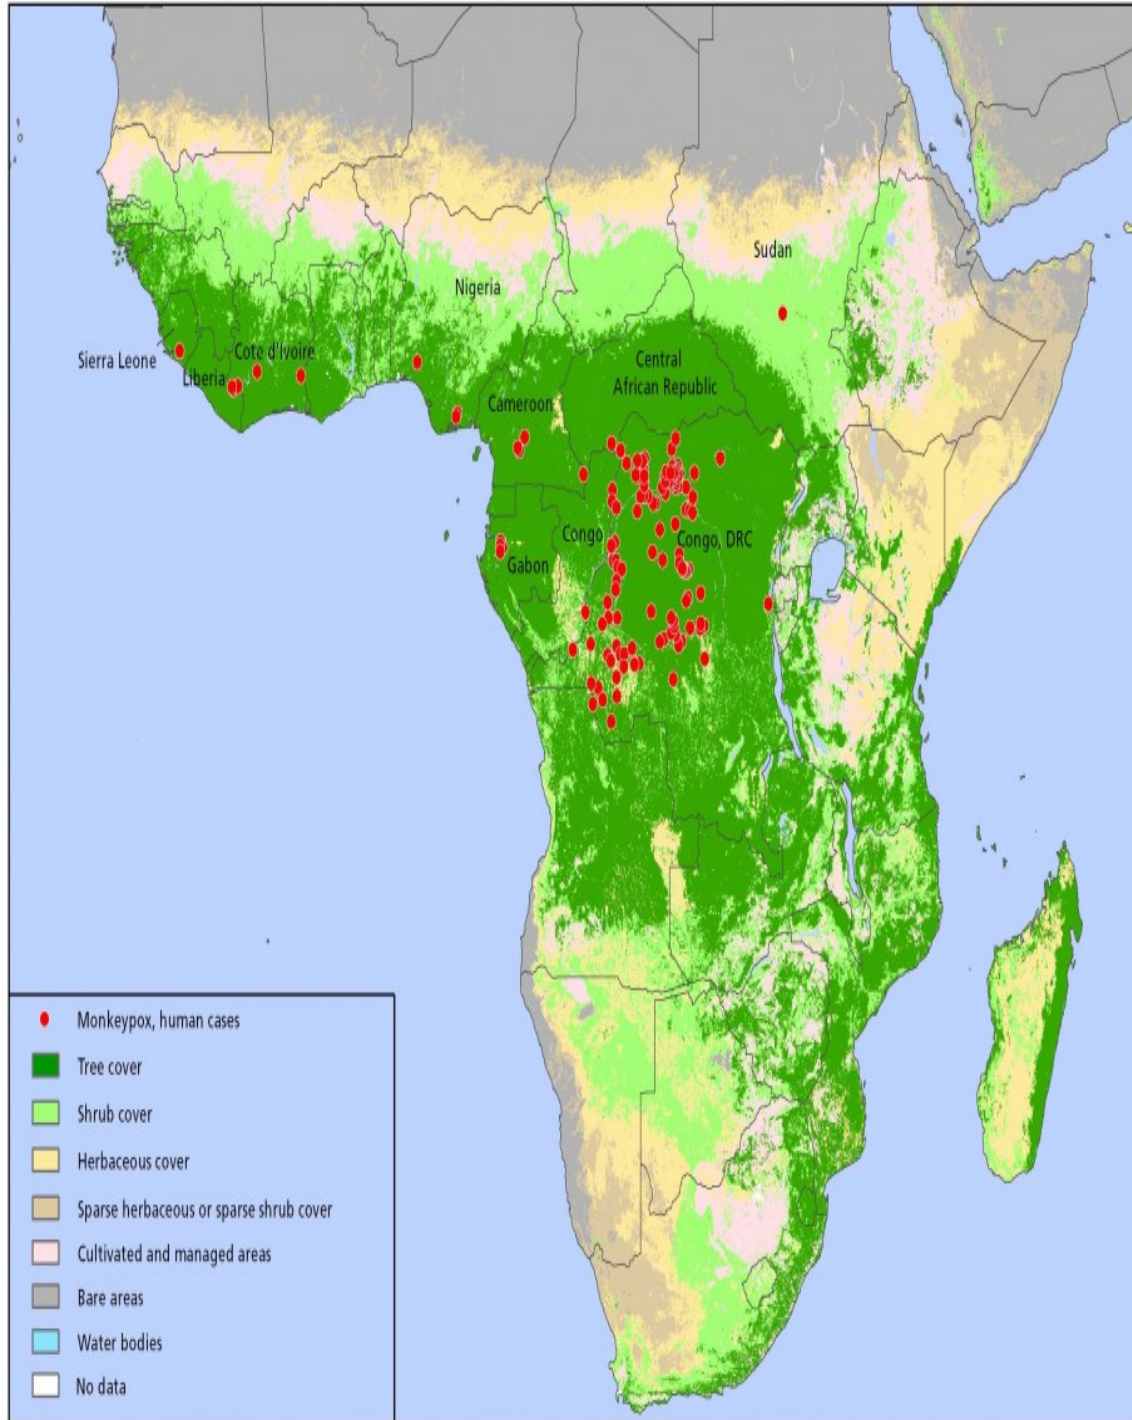 Sudan
Nigeria
Sierra Leone
Cote d'Ivoire
Liberia
Central
African Republic
Cameroon
Congo
Congo, DRC
Gabon
Monkeypox, human cases
Tree cover
Shrub cover
Herbaceous cover
Sparse herbaceous or sparse shrub cover
Cultivated and managed areas
Bare areas
Water bodies
No data